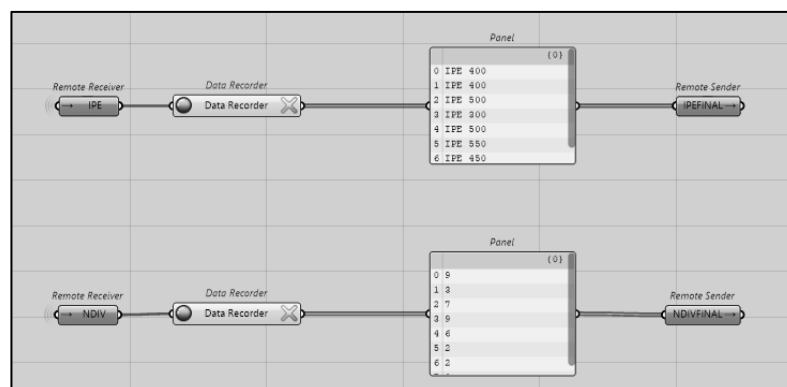 Panel
{0}
0 IPE 400
1 IPE 400
2 IPE 500
3 IPE 300
4 IPE 500
5 IPE 550
6 IPE 450
Remote Receiver
→ IPE
Data Recorder
Data Recorder
Remote Sender
IPEFINAL →
Panel
{0}
0 9
1 3
2 7
3 9
4 6
5 2
6 2
Remote Receiver
→ NDIV
Data Recorder
Data Recorder
Remote Sender
NDIVFINAL →